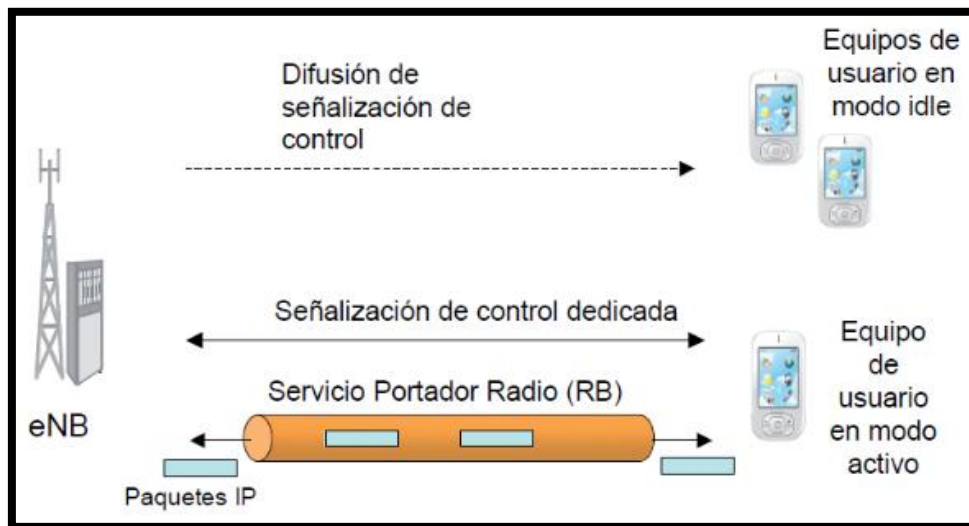 Difusión de
señalización de
control
Equipos de
usuario en
modo idle
Señalización de control dedicada
Servicio Portador Radio (RB)
eNB
Paquetes IP
Equipo
de
usuario
en modo
activo